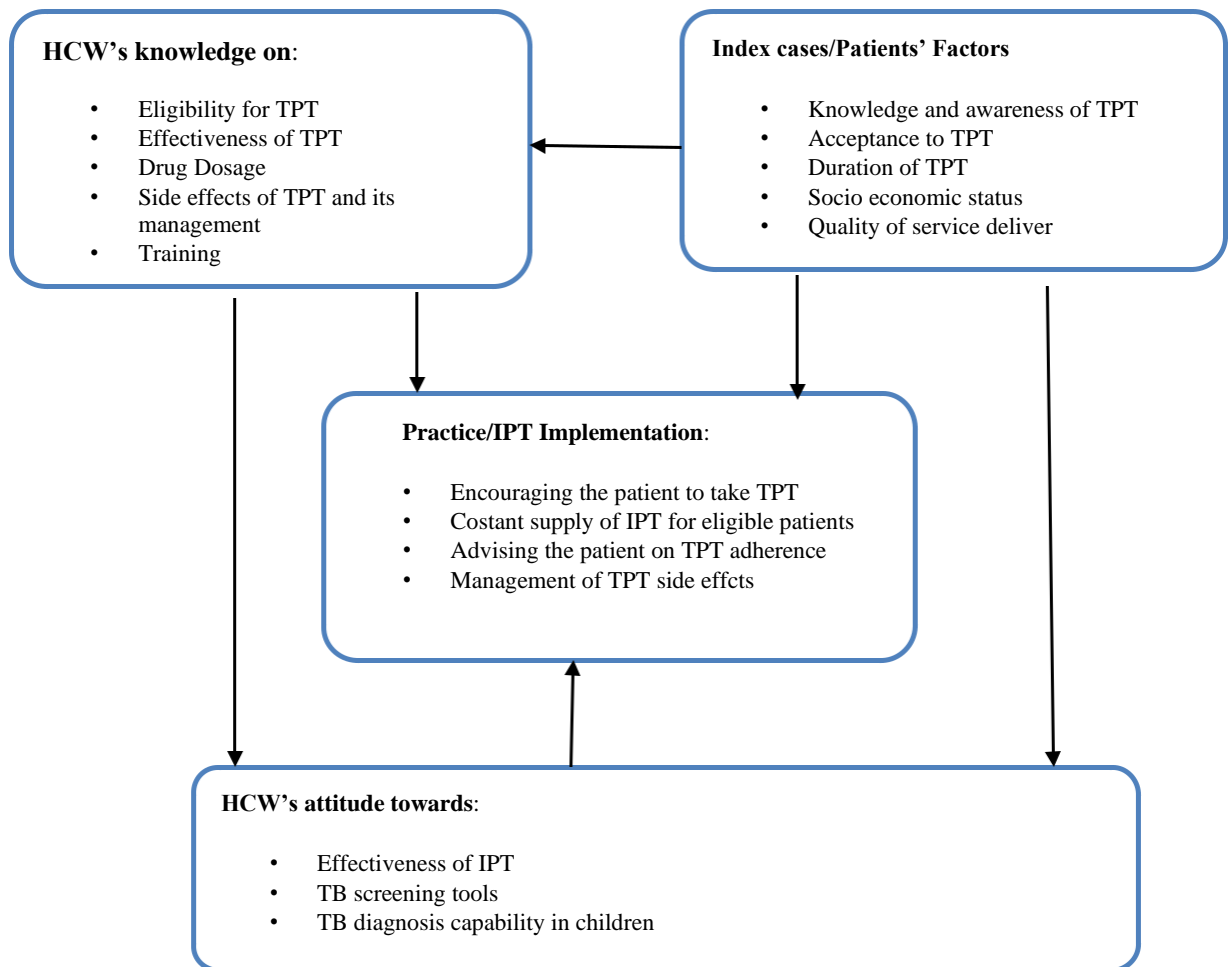 HCW's knowledge on:
• Eligibility for TPT
• Effectiveness of TPT
• Drug Dosage
• Side effects of TPT and its
management
• Training
Index cases/Patients' Factors
• Knowledge and awareness of TPT
• Acceptance to TPT
• Duration of TPT
• Socio economic status
• Quality of service deliver
Practice/IPT Implementation:
• Encouraging the patient to take TPT
• Costant supply of IPT for eligible patients
• Advising the patient on TPT adherence
• Management of TPT side effcts
HCW's attitude towards:
• Effectiveness of IPT
• TB screening tools
• TB diagnosis capability in children